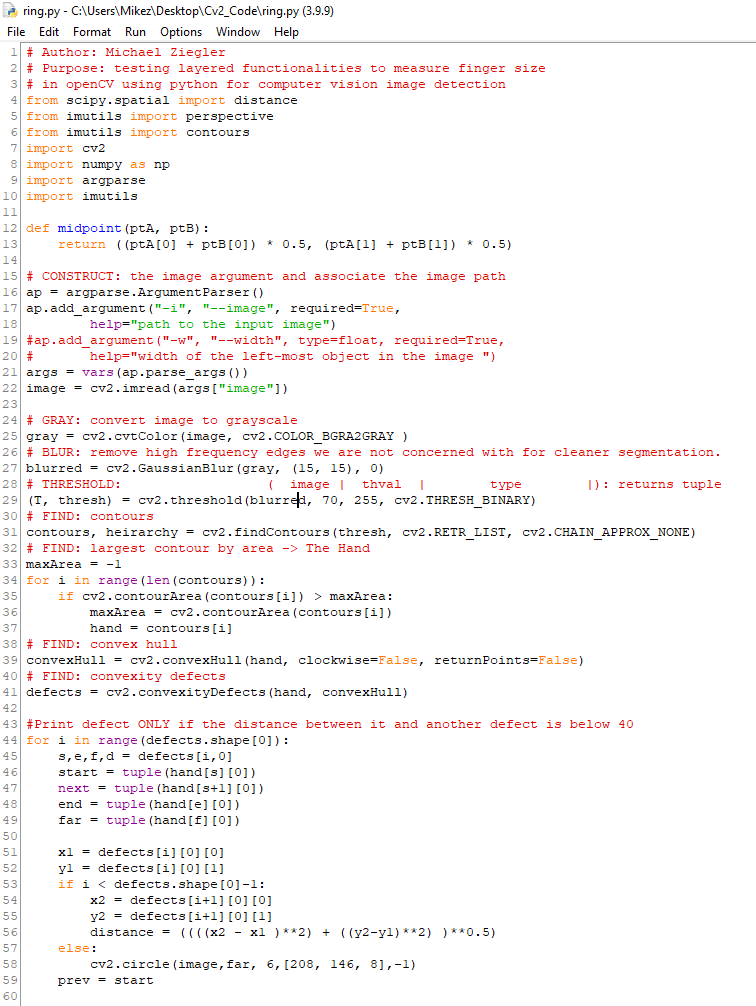 ring.py - C:\Users\Mikez\Desktop\Cv2_Code\ring.py (3.9.9)
File Edit Format Run Options Window Help
1 # Author: Michael Ziegler
2 # Purpose: testing layered functionalities to measure finger size
3 # in openCV using python for computer vision image detection
4 from scipy.spatial import distance
5 from imutils import perspective
6 from imutils import contours
7 import cv2
8 import numpy as np
9 import argparse
10 import imutils
11
12 def midpoint(ptA, ptB):
13     return ((ptA[0] + ptB[0]) * 0.5, (ptA[1] + ptB[1]) * 0.5)
14
15 # CONSTRUCT: the image argument and associate the image path
16 ap = argparse.ArgumentParser()
17 ap.add_argument("-i", "--image", required=True,
18         help="path to the input image")
19 #ap.add_argument("-w", "--width", type=float, required=True,
20 #       help="width of the left-most object in the image ")
21 args = vars(ap.parse_args())
22 image = cv2.imread(args["image"])
23
24 # GRAY: convert image to grayscale
25 gray = cv2.cvtColor(image, cv2.COLOR_BGRA2GRAY )
26 # BLUR: remove high frequency edges we are not concerned with for cleaner segmentation.
27 blurred = cv2.GaussianBlur(gray, (15, 15), 0)
28 # THRESHOLD:                   (  image |  thval  |        type        |): returns tuple
29 (T, thresh) = cv2.threshold(blurred, 70, 255, cv2.THRESH_BINARY)
30 # FIND: contours
31 contours, heirarchy = cv2.findContours(thresh, cv2.RETR_LIST, cv2.CHAIN_APPROX_NONE)
32 # FIND: largest contour by area -> The Hand
33 maxArea = -1
34 for i in range(len(contours)):
35     if cv2.contourArea(contours[i]) > maxArea:
36         maxArea = cv2.contourArea(contours[i])
37         hand = contours[i]
38 # FIND: convex hull
39 convexHull = cv2.convexHull(hand, clockwise=False, returnPoints=False)
40 # FIND: convexity defects
41 defects = cv2.convexityDefects(hand, convexHull)
42
43 #Print defect ONLY if the distance between it and another defect is below 40
44 for i in range(defects.shape[0]):
45     s,e,f,d = defects[i,0]
46     start = tuple(hand[s][0])
47     next = tuple(hand[s+1][0])
48     end = tuple(hand[e][0])
49     far = tuple(hand[f][0])
50
51     x1 = defects[i][0][0]
52     y1 = defects[i][0][1]
53     if i < defects.shape[0]-1:
54         x2 = defects[i+1][0][0]
55         y2 = defects[i+1][0][1]
56         distance = ((((x2 - x1 )**2) + ((y2-y1)**2) )**0.5)
57     else:
58         cv2.circle(image,far, 6,[208, 146, 8],-1)
59     prev = start
60